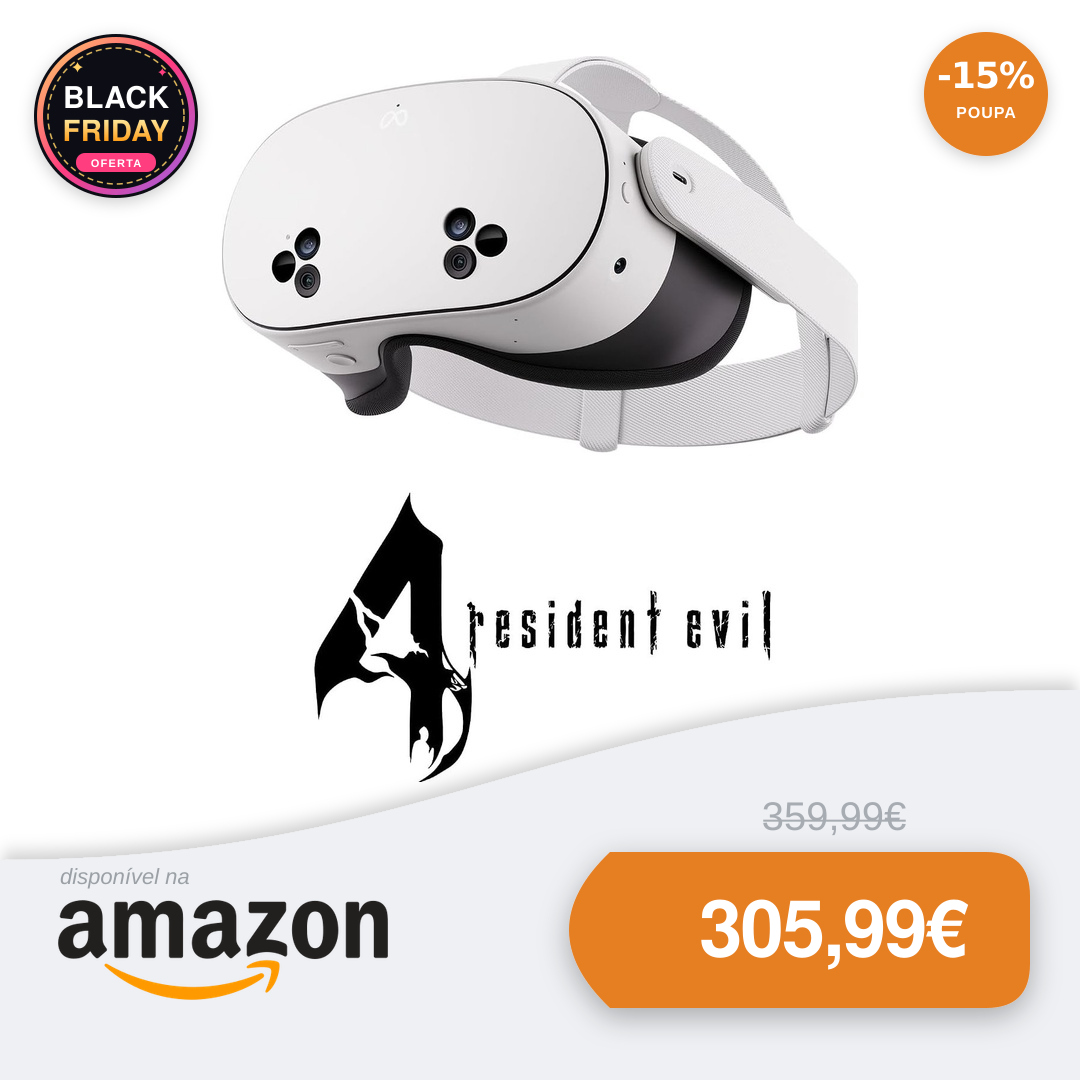 BLACK
FRIDAY
OFERTA
-15%
POUPA
4 resident evil
359,99€
disponível na
amazon
305,99€